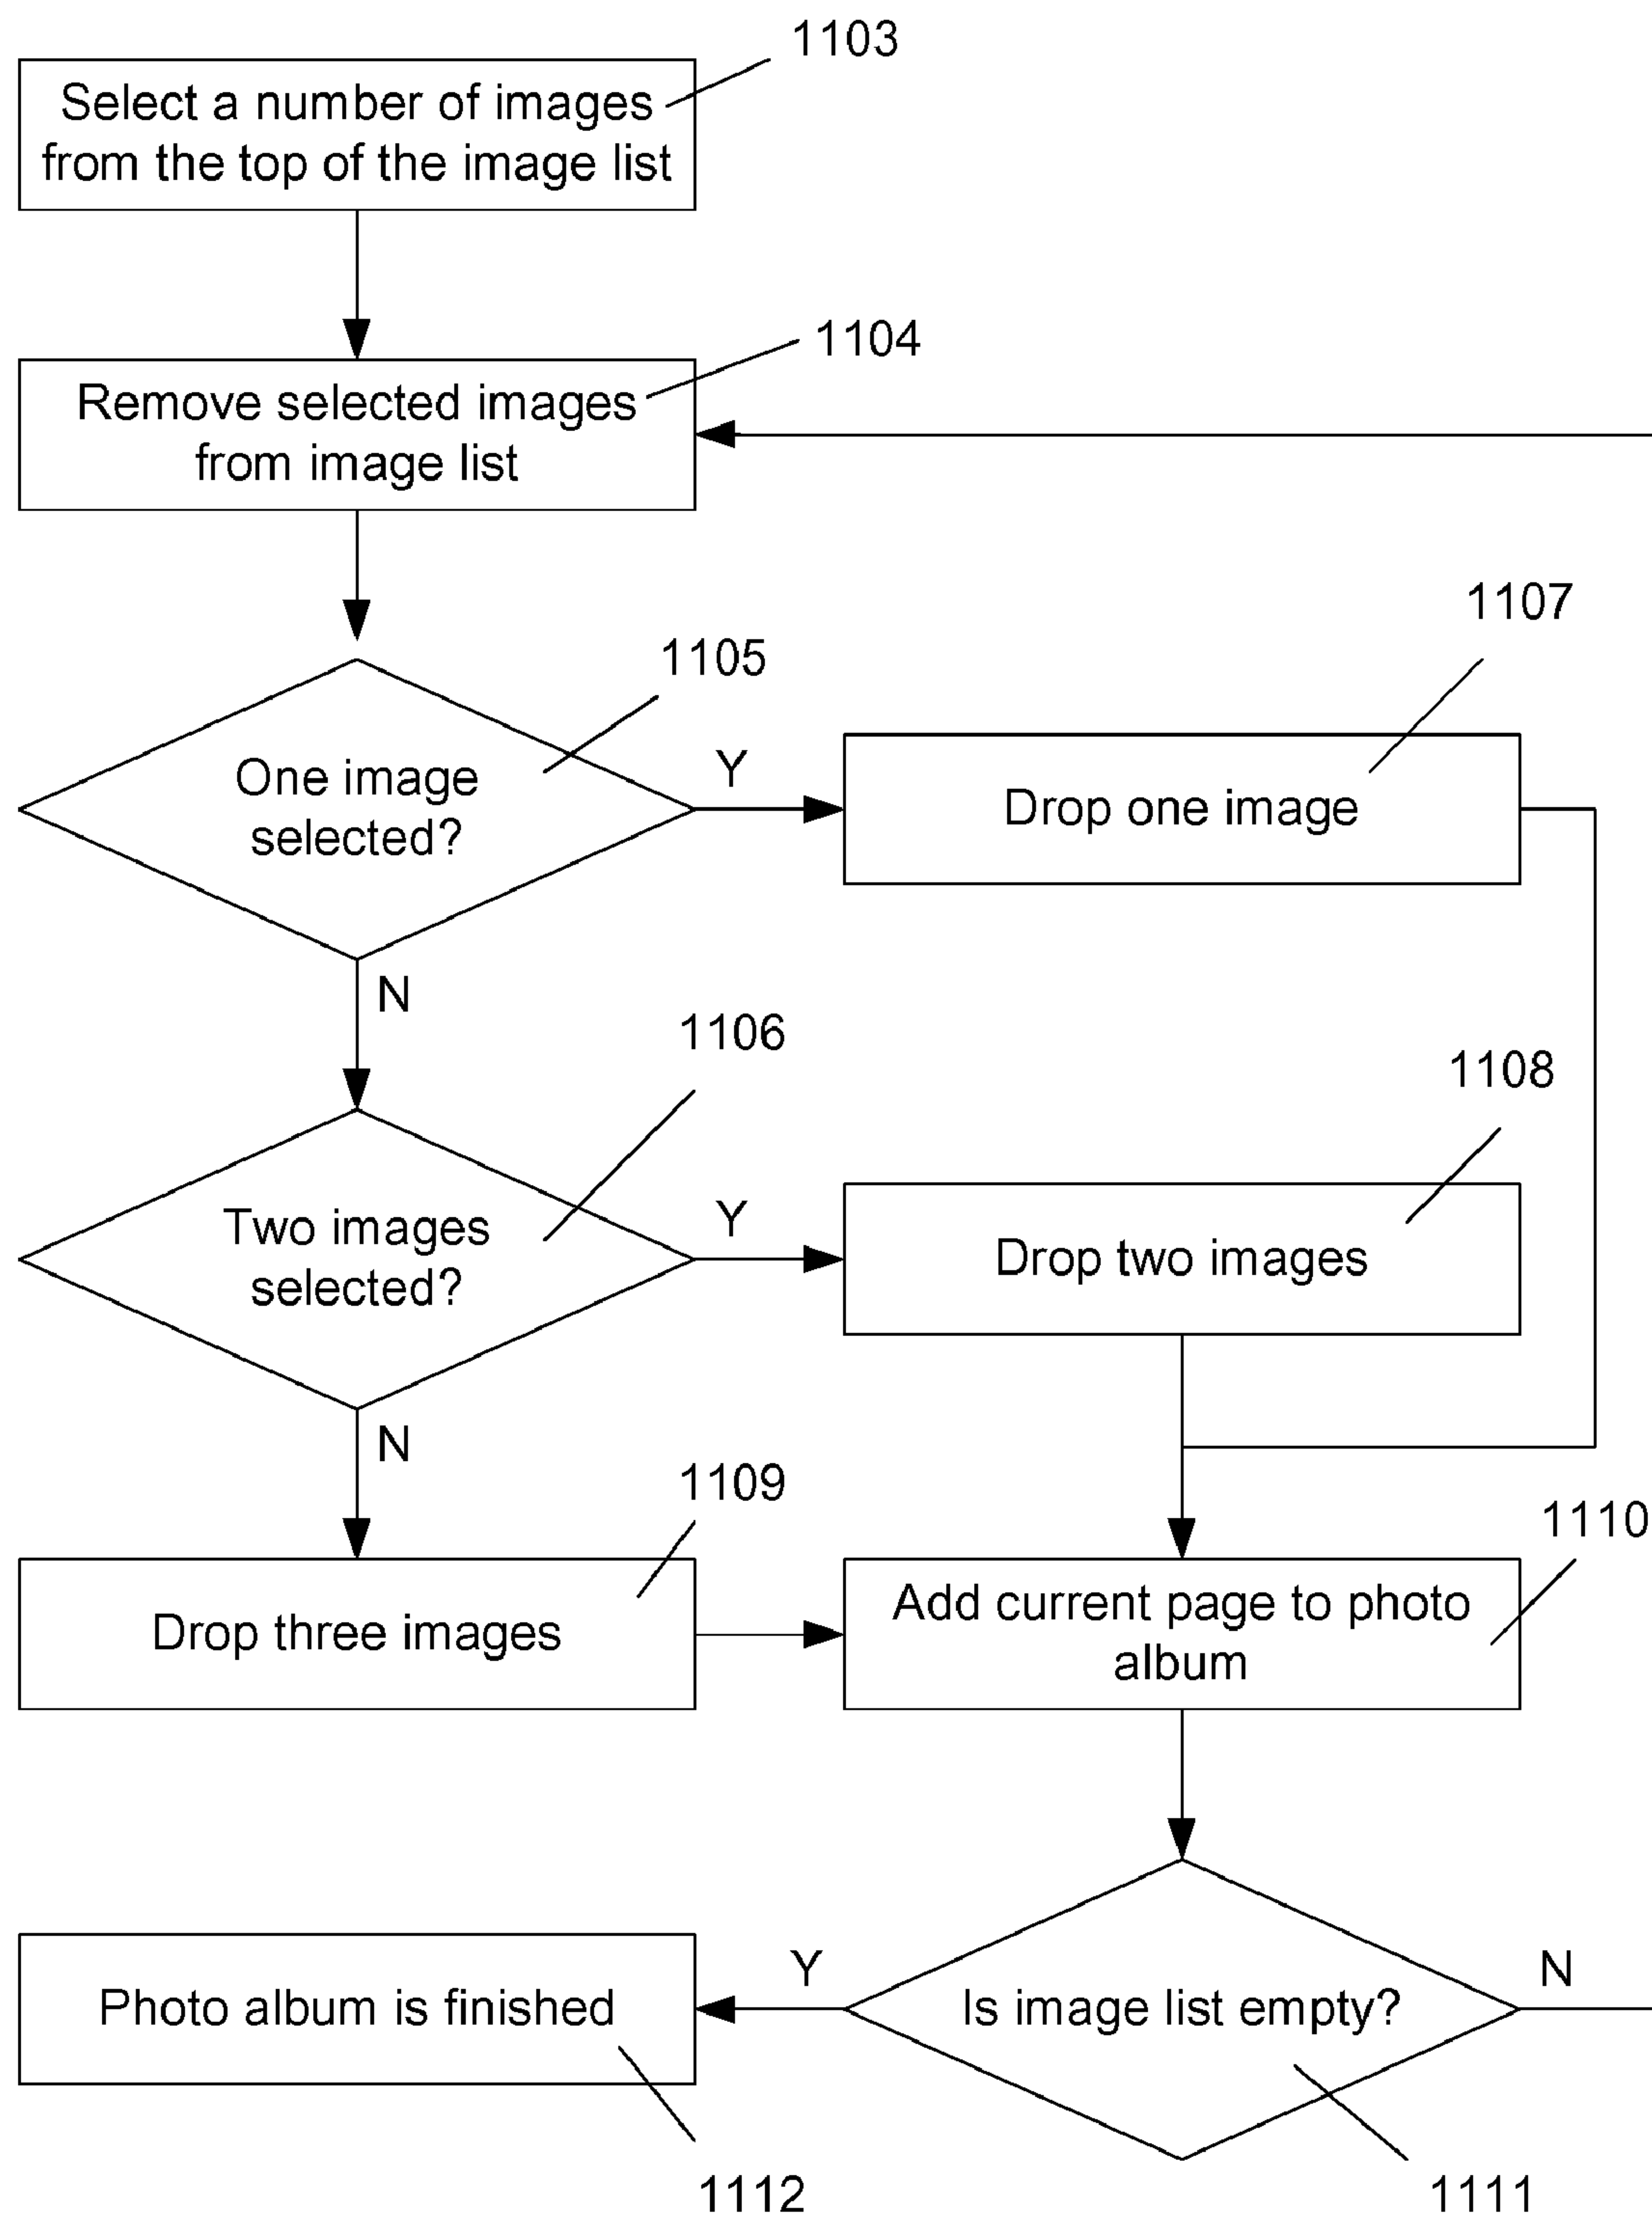 1103
Select a number of images
from the top of the image list
1104
Remove selected images
from image list
1107
1105
One image
selected?
Y
Drop one image
N
1106
1108
Two images
selected?
Y
Drop two images
N
1109
1110
Drop three images
Add current page to photo
album
Photo album is finished
Y
Is image list empty?
N
1112
1111